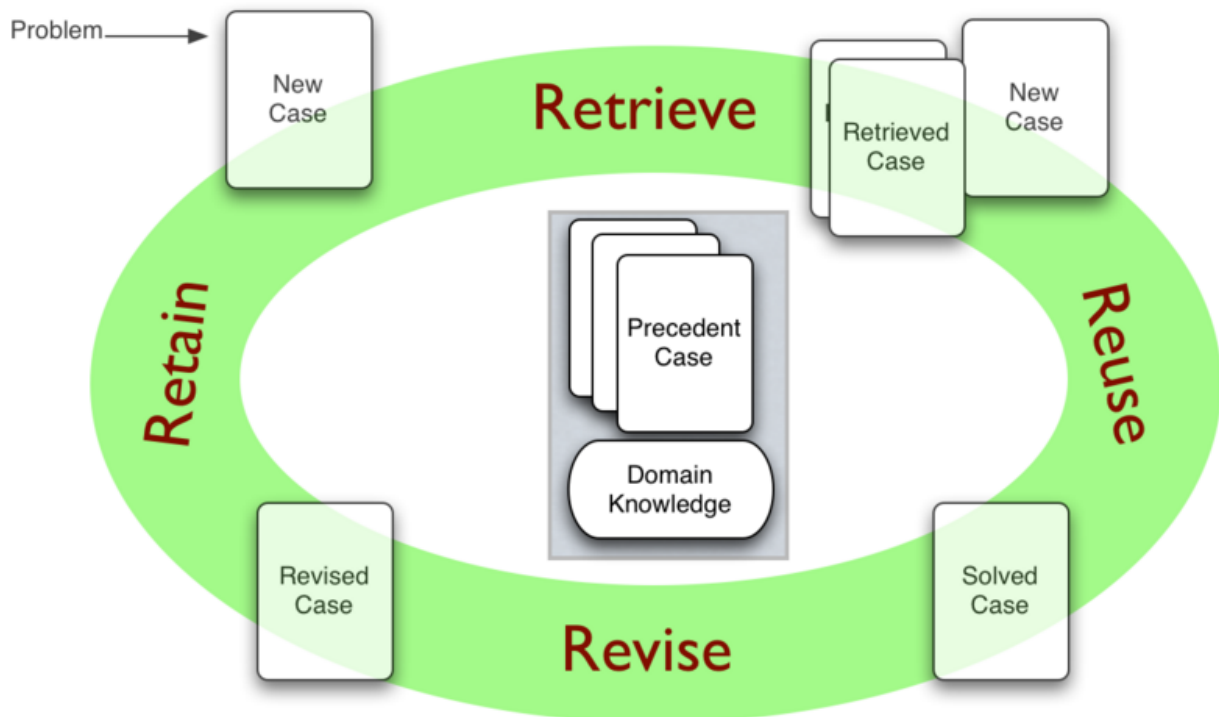 Problem
New
Case
Retrieve
Retrieved
Case
New
Case
Retain
Precedent
Case
Domain
Knowledge
Reuse
Revised
Case
Revise
Solved
Case